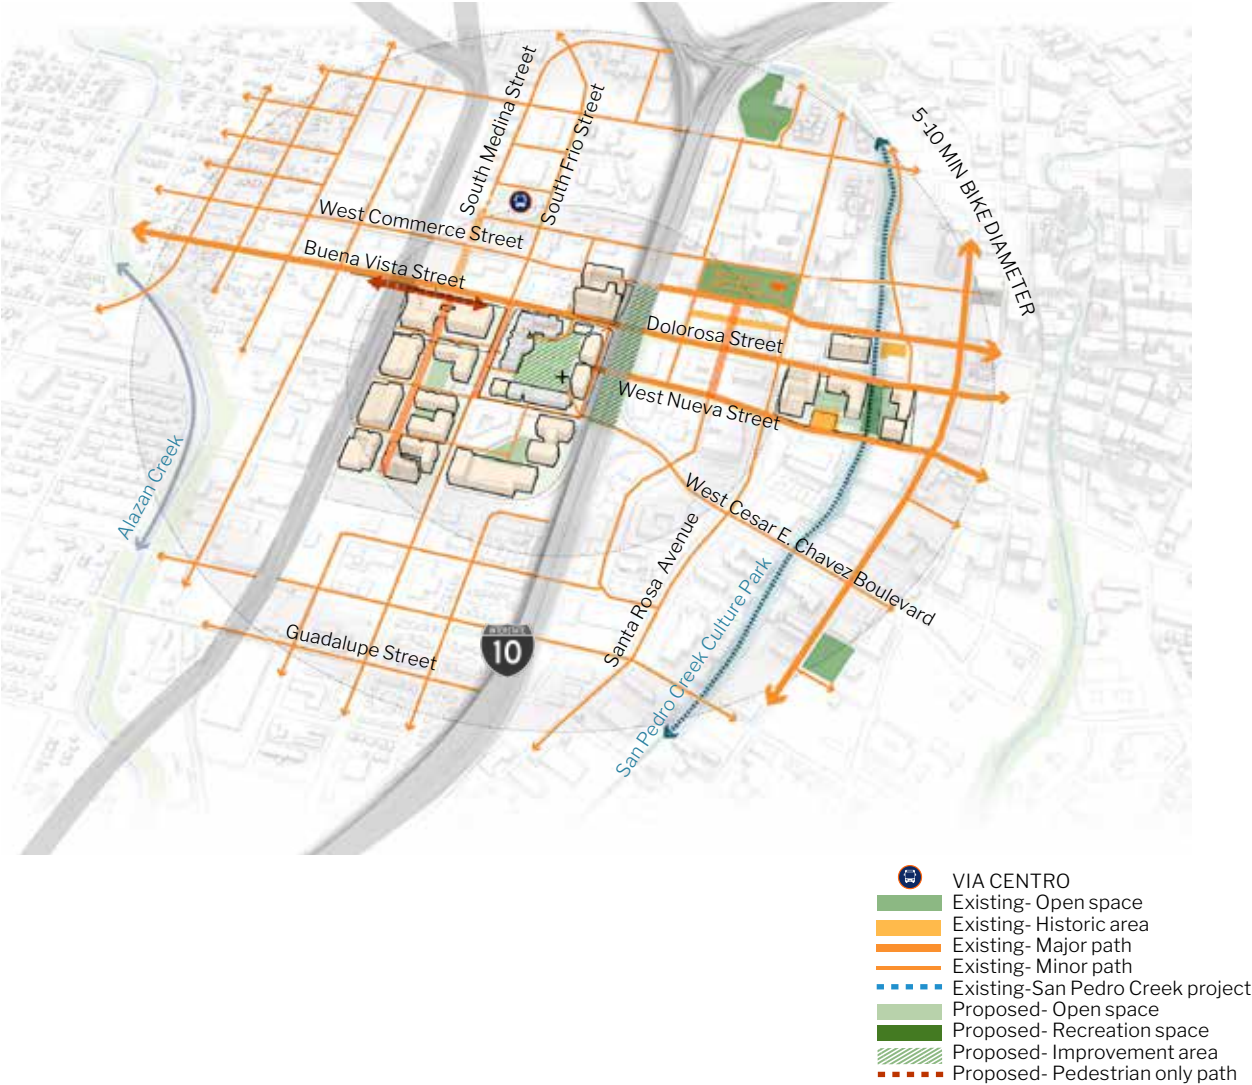 South Medina Street
South Frio Street
5-10 MIN BIKE DIAMETER
West Commerce Street
Buena Vista Street
Dolorosa Street
West Nueva Street
Alazan Creek
West Cesar E. Chavez Boulevard
Santa Rosa Avenue
San Pedro Creek Culture Park
Guadalupe Street
INTERSTATE
10
VIA CENTRO
Existing- Open space
Existing- Historic area
Existing- Major path
Existing- Minor path
Existing-San Pedro Creek project
Proposed- Open space
Proposed- Recreation space
Proposed- Improvement area
Proposed- Pedestrian only path